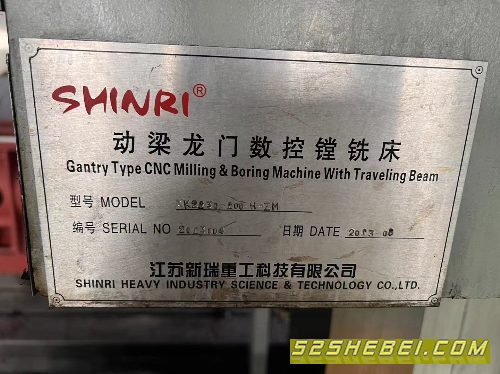 SHINRI®
动梁龙门数控镗铣床
Gantry Type CNC Milling & Boring Machine With Traveling Beam
型号 MODEL
编号 SERIAL NO 日期 DATE
江苏新瑞重工科技有限公司
SHINRI HEAVY INDUSTRY SCIENCE & TECHNOLOGY CO.,LTD.
52SHEBEI.COM